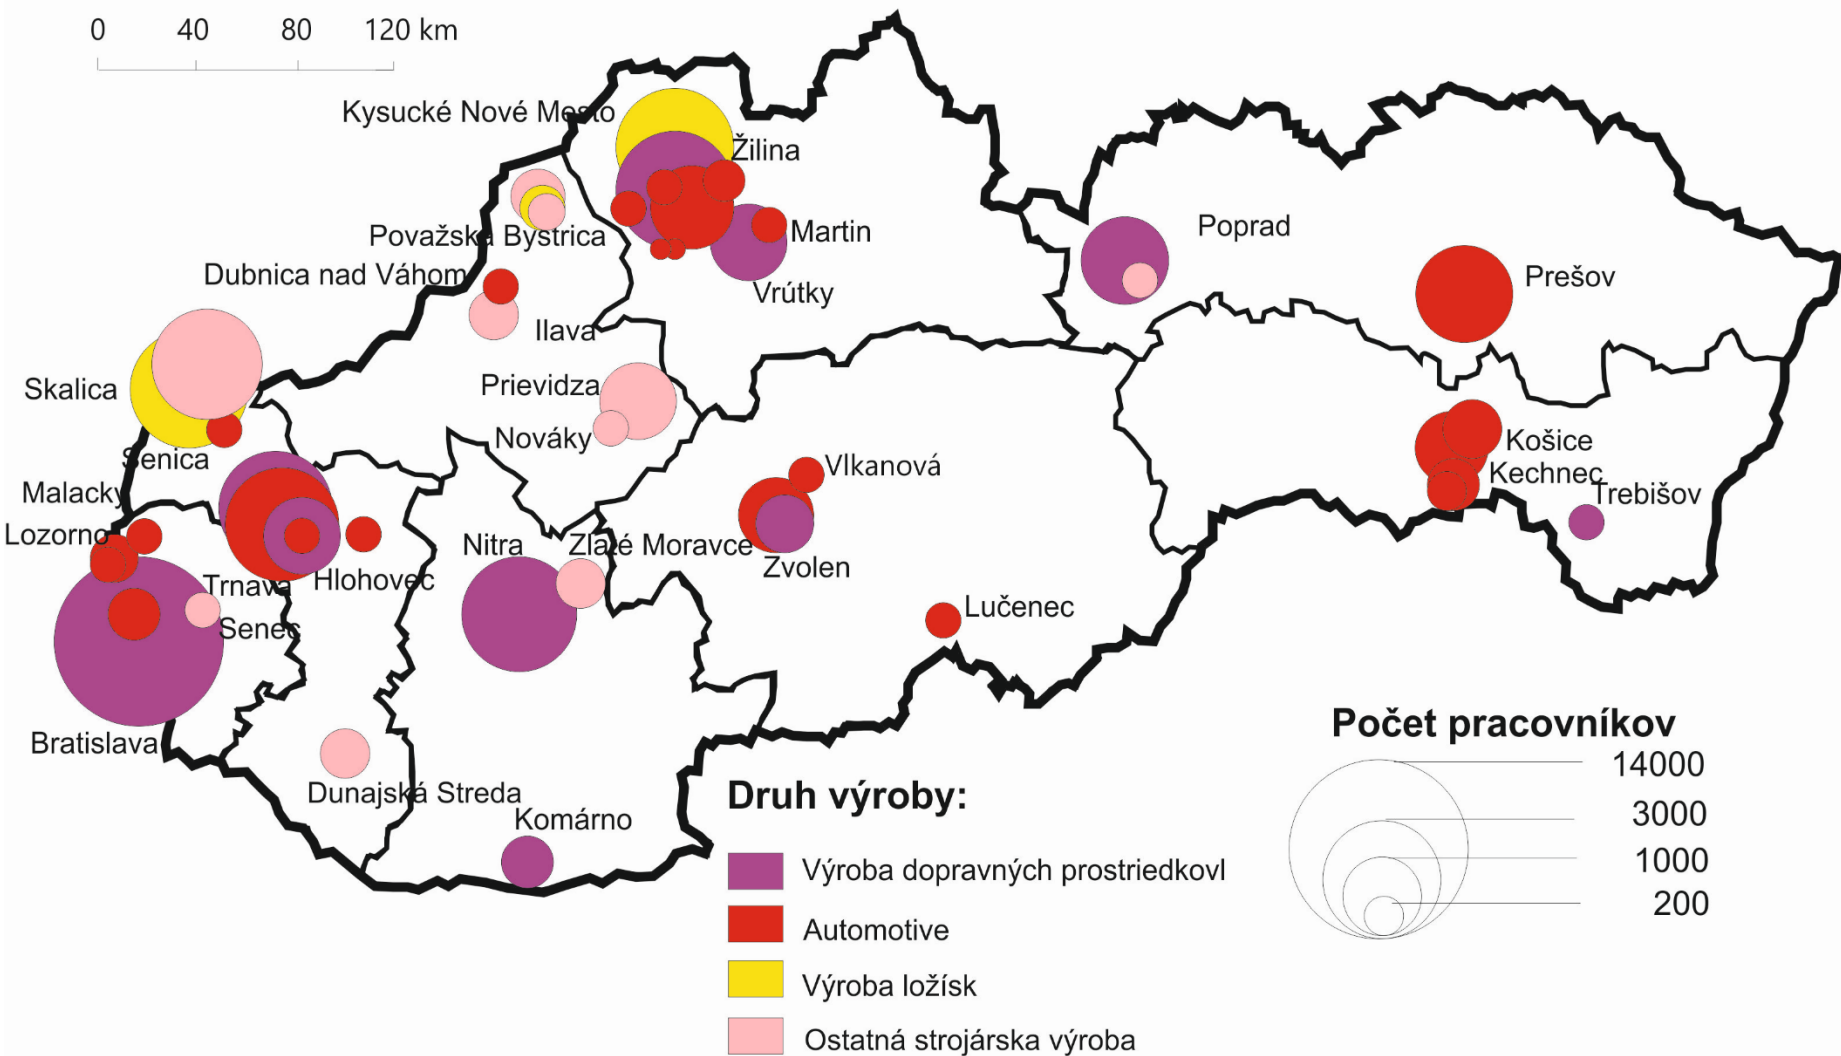 0 40 80 120 km
Kysucké Nové Mesto
Žilina
Považská Bystrica
Martin
Poprad
Dubnica nad Váhom
Vrútky
Prešov
Ilava
Skalica
Prievidza
Nováky
Košice
Senica
Vlkanová
Kechnec
Malacky
Trebišov
Lozorno
Nitra
Zlaté Moravce
Zvolen
Trnava
Hlohovec
Lučenec
Senec
Bratislava
Dunajská Streda
Komárno
Druh výroby:
Výroba dopravných prostriedkovl
Automotive
Výroba ložísk
Ostatná strojárska výroba
Počet pracovníkov
14000
3000
1000
200